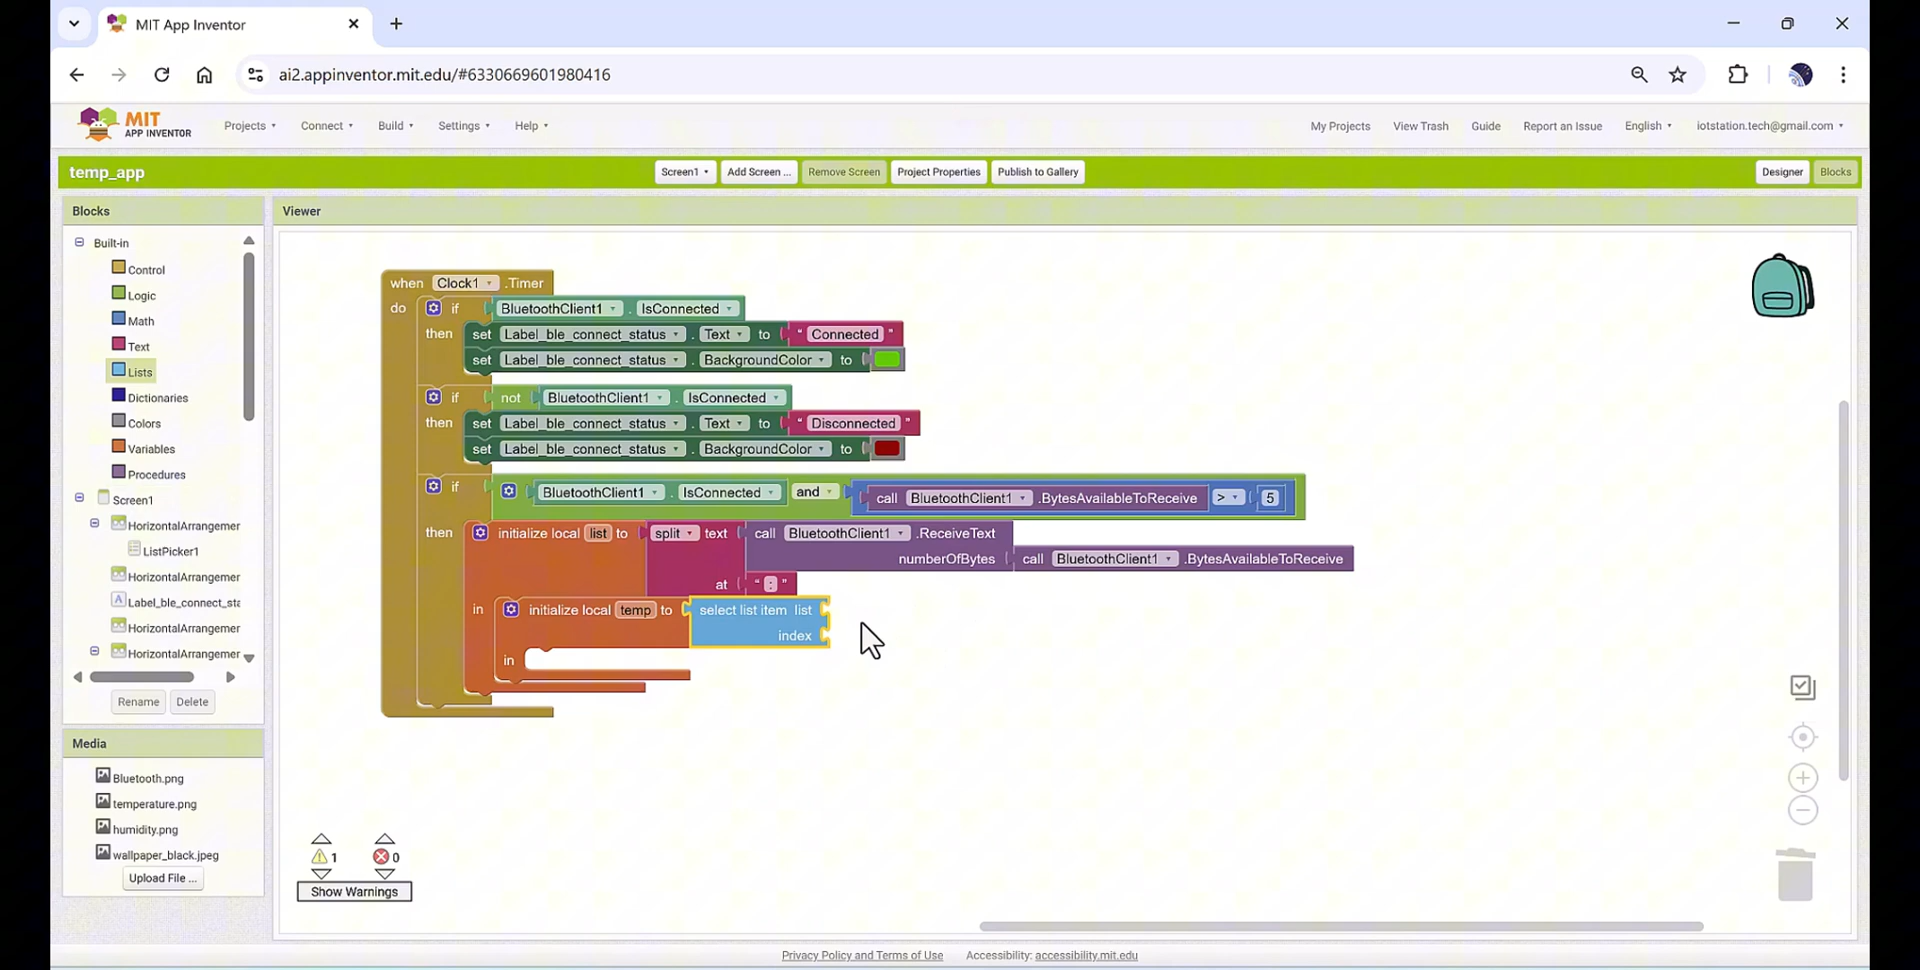 MIT App Inventor
ai2.appinventor.mit.edu/#6330669601980416
MIT
APP INVENTOR
Projects
Connect
Build
Settings
Help
My Projects
View Trash
Guide
Report an Issue
English
iotstation.tech@gmail.com
temp_app
Screen1
Add Screen ...
Remove Screen
Project Properties
Publish to Gallery
Designer
Blocks
Blocks
Viewer
Built-in
Control
Logic
Math
Text
Lists
Dictionaries
Colors
Variables
Procedures
Screen1
HorizontalArrangemer
ListPicker1
HorizontalArrangemer
Label_ble_connect_sta
HorizontalArrangemer
HorizontalArrangemer
Rename
Delete
Media
Bluetooth.png
temperature.png
humidity.png
wallpaper_black.jpeg
Upload File ...
when Clock1 .Timer
do if BluetoothClient1 . IsConnected
then set Label_ble_connect_status . Text to " Connected "
set Label_ble_connect_status . BackgroundColor to
if not BluetoothClient1 . IsConnected
then set Label_ble_connect_status . Text to " Disconnected "
set Label_ble_connect_status . BackgroundColor to
if BluetoothClient1 . IsConnected and call BluetoothClient1 .BytesAvailableToReceive > 5
then initialize local list to split text call BluetoothClient1 .ReceiveText
numberOfBytes call BluetoothClient1 .BytesAvailableToReceive
at
in initialize local temp to select list item list
index
in
1
0
Show Warnings
Privacy Policy and Terms of Use
Accessibility: accessibility.mit.edu